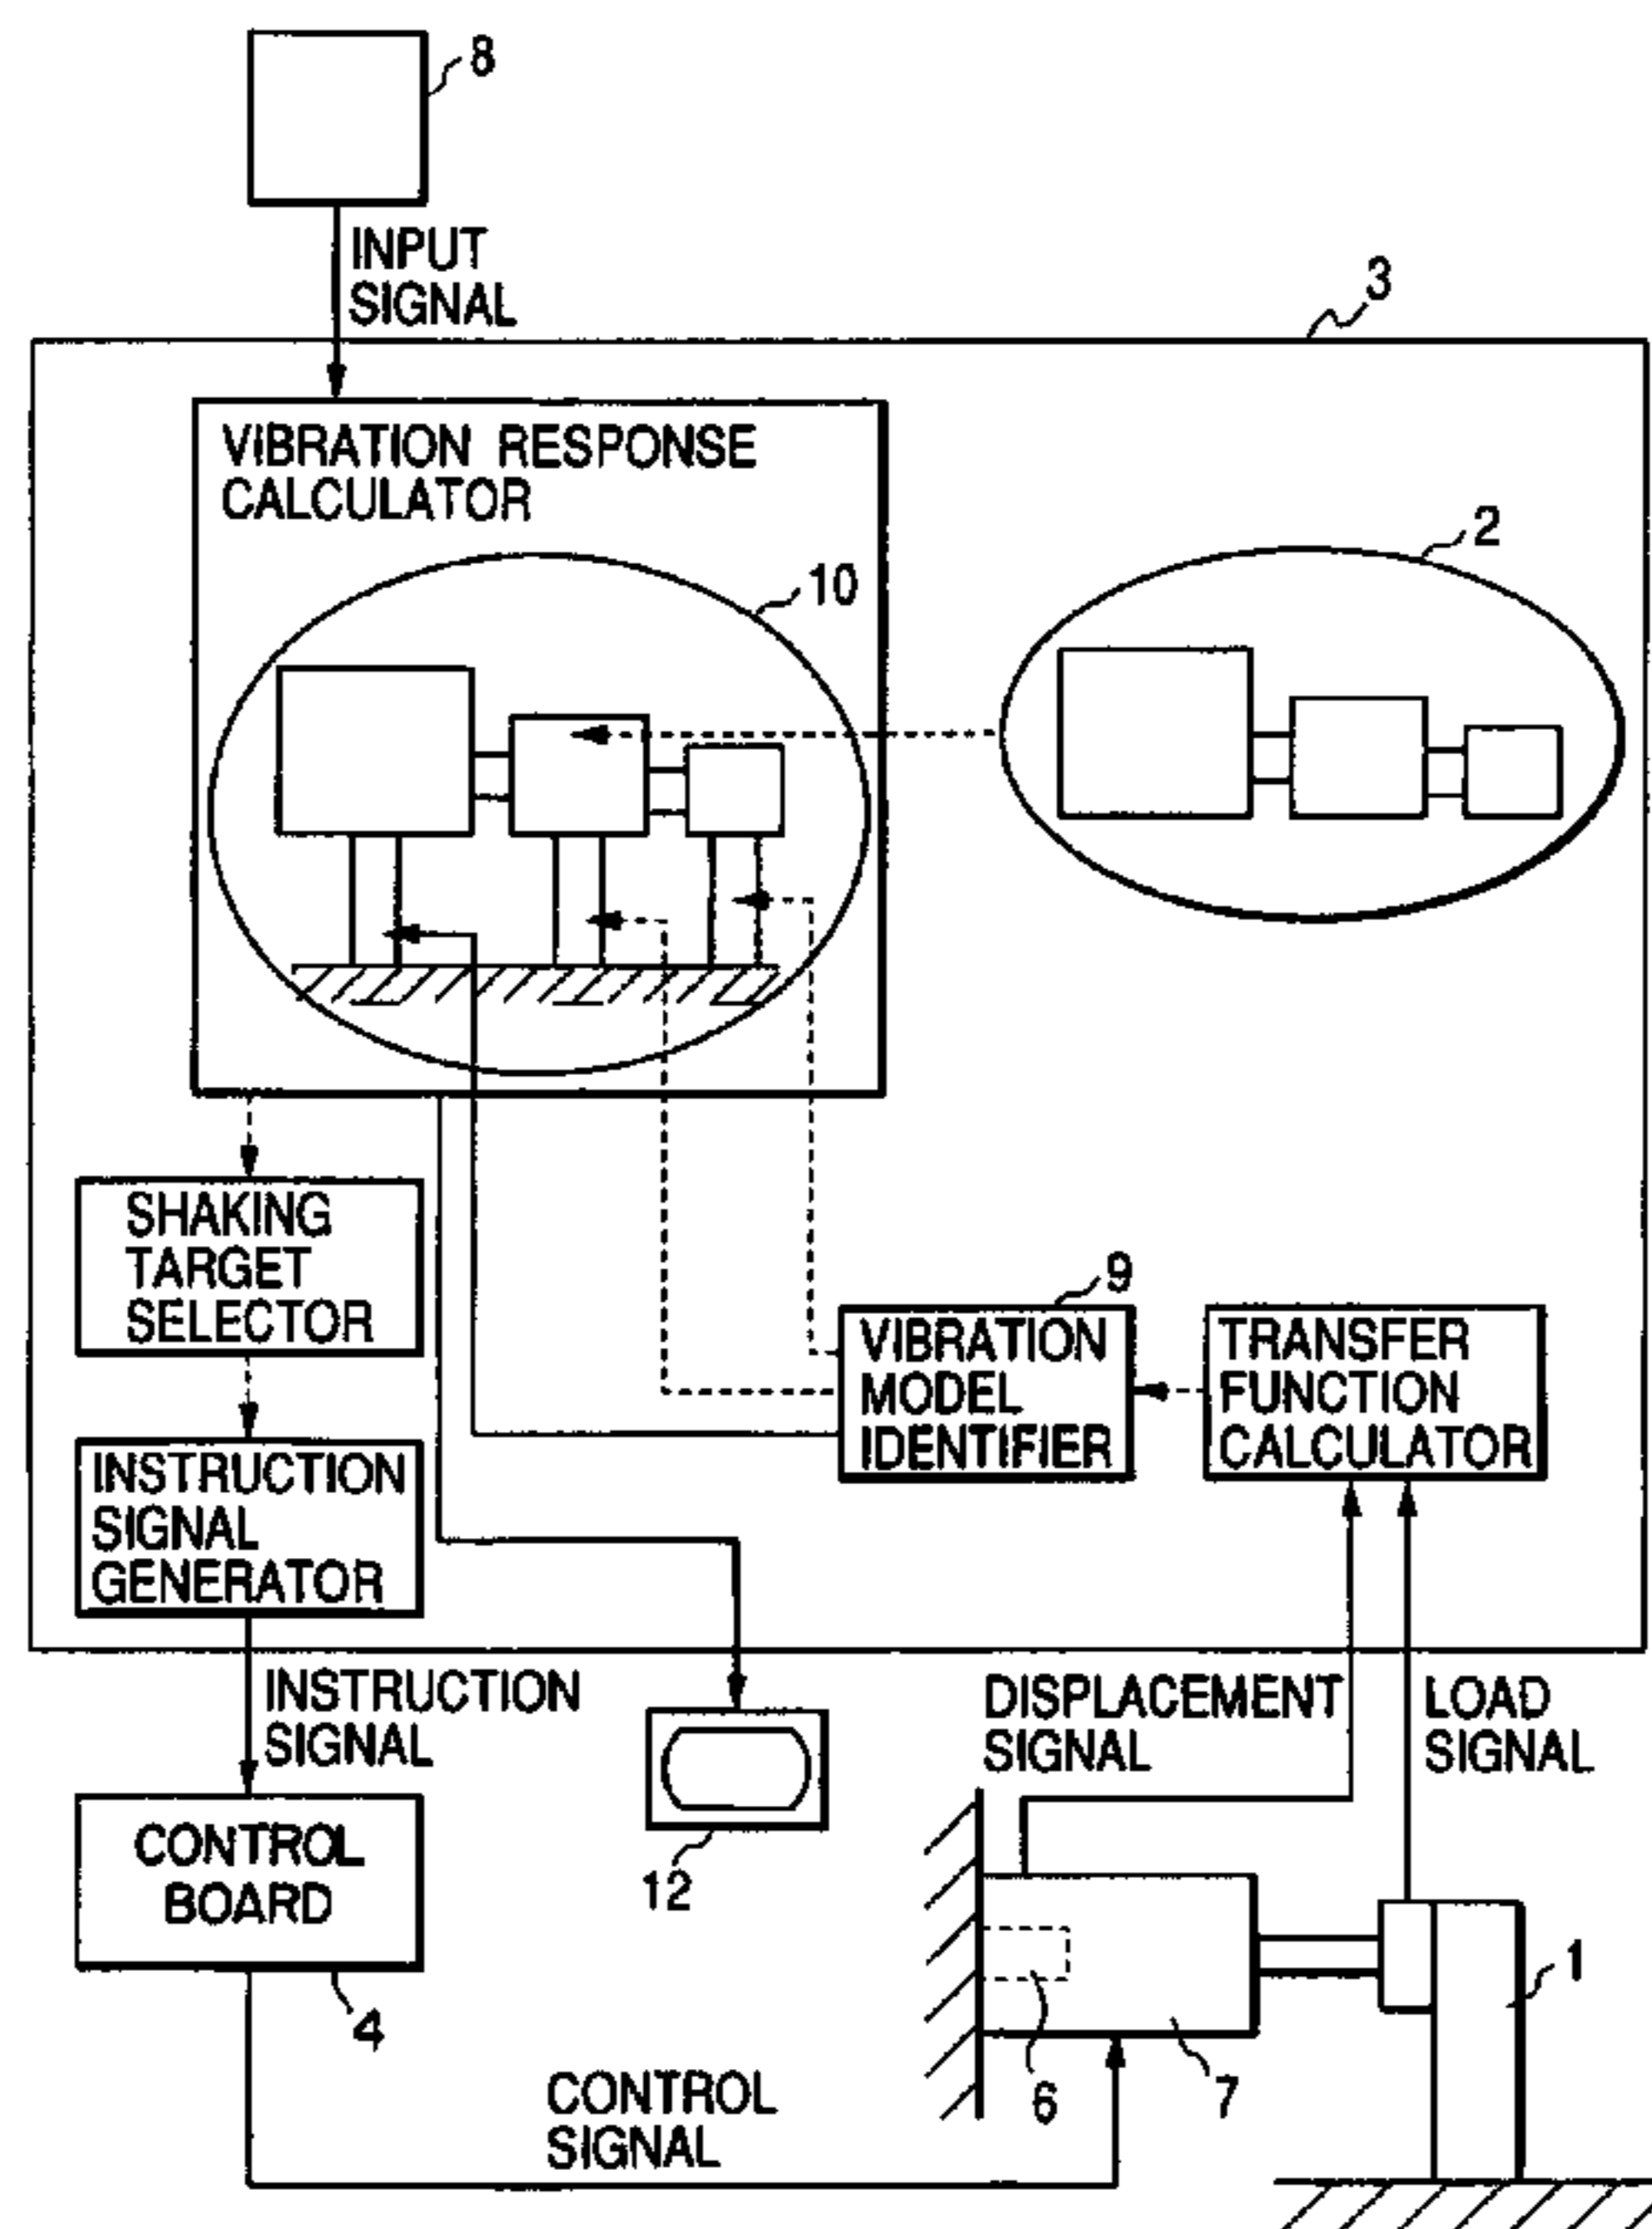 8
INPUT
SIGNAL
3
VIBRATION RESPONSE
CALCULATOR
2
10
SHAKING
TARGET
SELECTOR
9
VIBRATION
MODEL
IDENTIFIER
TRANSFER
FUNCTION
CALCULATOR
INSTRUCTION
SIGNAL
GENERATOR
INSTRUCTION
SIGNAL
DISPLACEMENT
SIGNAL
LOAD
SIGNAL
CONTROL
BOARD
12
1
4
6
7
CONTROL
SIGNAL